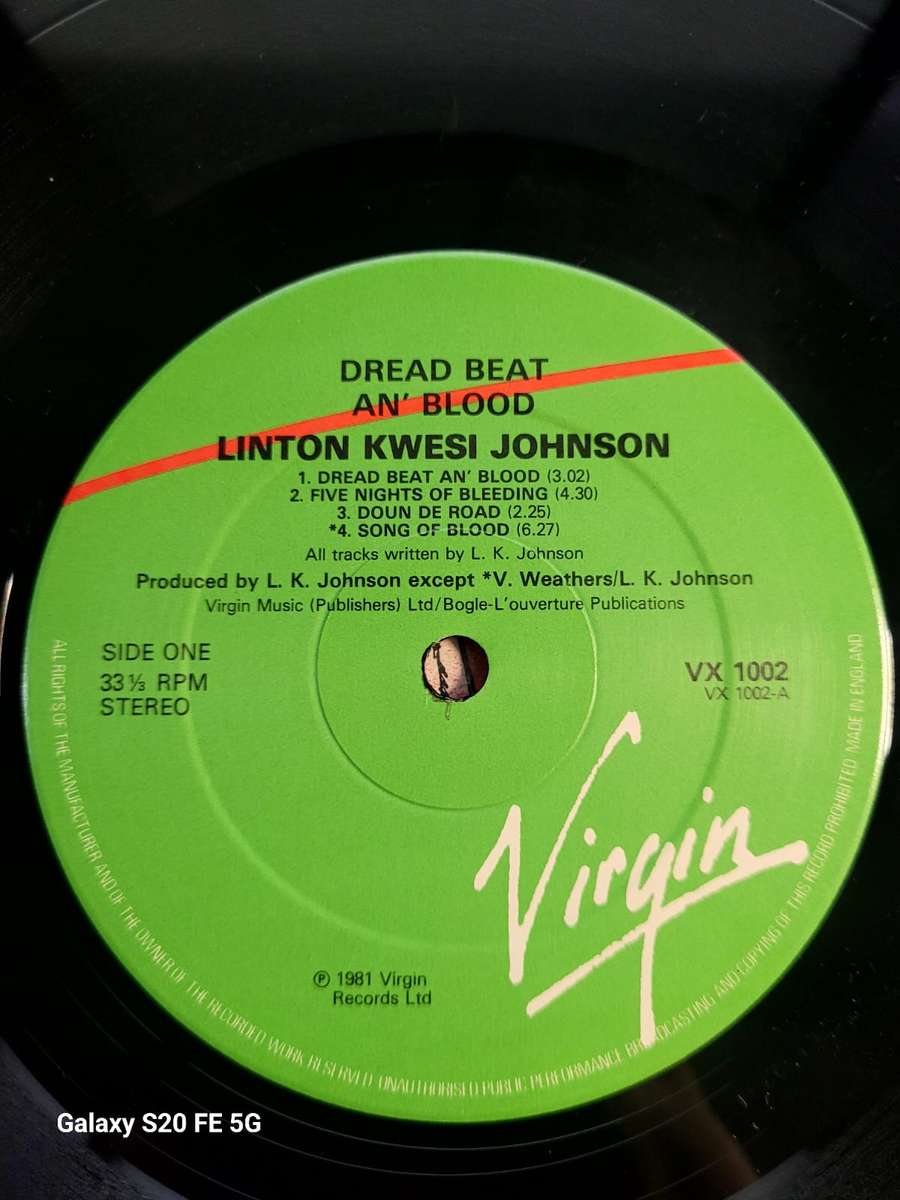 DREAD BEAT
AN' BLOOD
LINTON KWESI JOHNSON
1. DREAD BEAT AN' BLOOD (3.02)
2. FIVE NIGHTS OF BLEEDING (4.30)
3. DOUN DE ROAD (2.25)
*4. SONG OF BLOOD (6.27)
All tracks written by L. K. Johnson
Produced by L. K. Johnson except *V. Weathers/L. K. Johnson
Virgin Music (Publishers) Ltd/Bogle-L'ouverture Publications
SIDE ONE
33⅓ RPM
STEREO
VX 1002
VX 1002-A
Virgin
℗ 1981 Virgin
Records Ltd
ALL RIGHTS OF THE MANUFACTURER AND OF THE OWNER OF THE RECORDED WORK RESERVED UNAUTHORISED PUBLIC PERFORMANCE BROADCASTING AND COPYING OF THIS RECORD PROHIBITED MADE IN ENGLAND
Galaxy S20 FE 5G